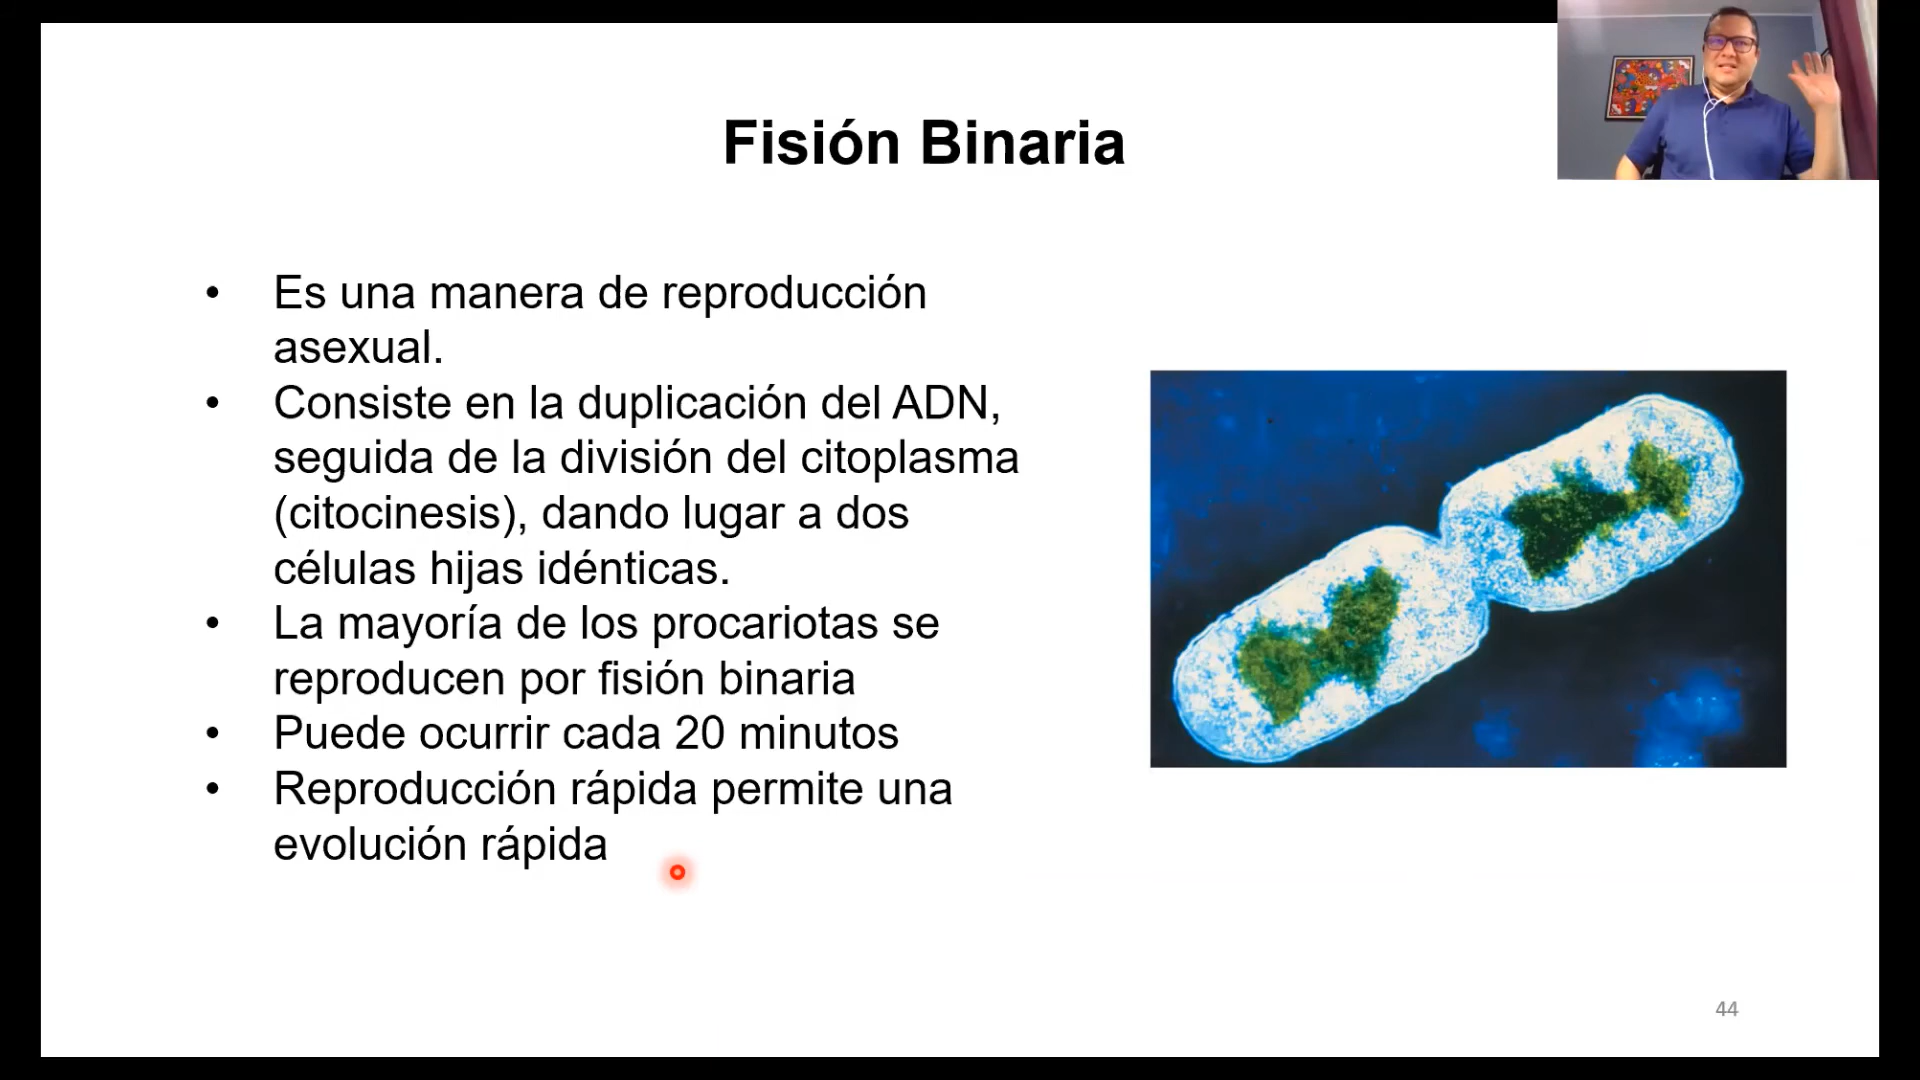 Fisión Binaria
• Es una manera de reproducción
asexual.
• Consiste en la duplicación del ADN,
seguida de la división del citoplasma
(citocinesis), dando lugar a dos
células hijas idénticas.
• La mayoría de los procariotas se
reproducen por fisión binaria
• Puede ocurrir cada 20 minutos
• Reproducción rápida permite una
evolución rápida
44